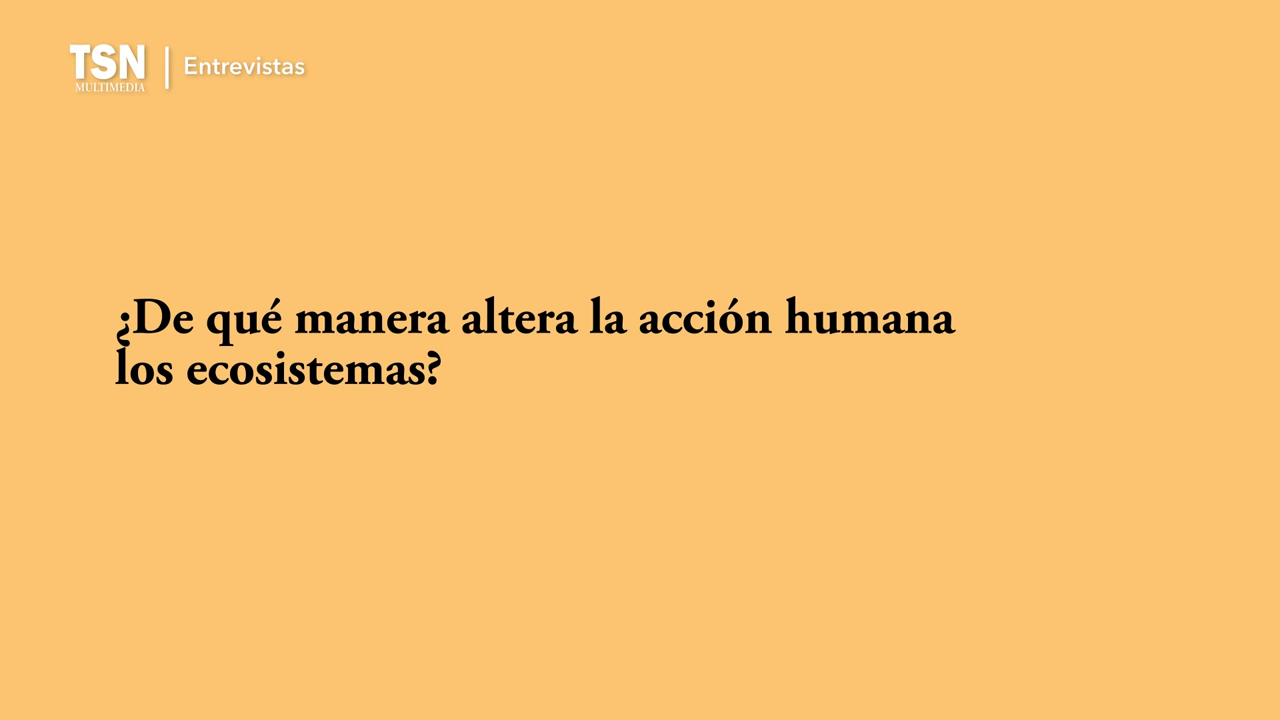 TSN
MULTIMEDIA
Entrevistas
¿De qué manera altera la acción humana
los ecosistemas?